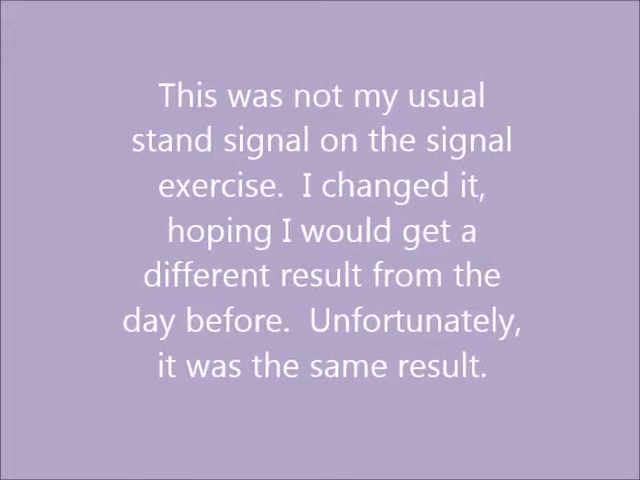 This was not my usual
stand signal on the signal
exercise.  I changed it,
hoping I would get a
different result from the
day before.  Unfortunately,
it was the same result.